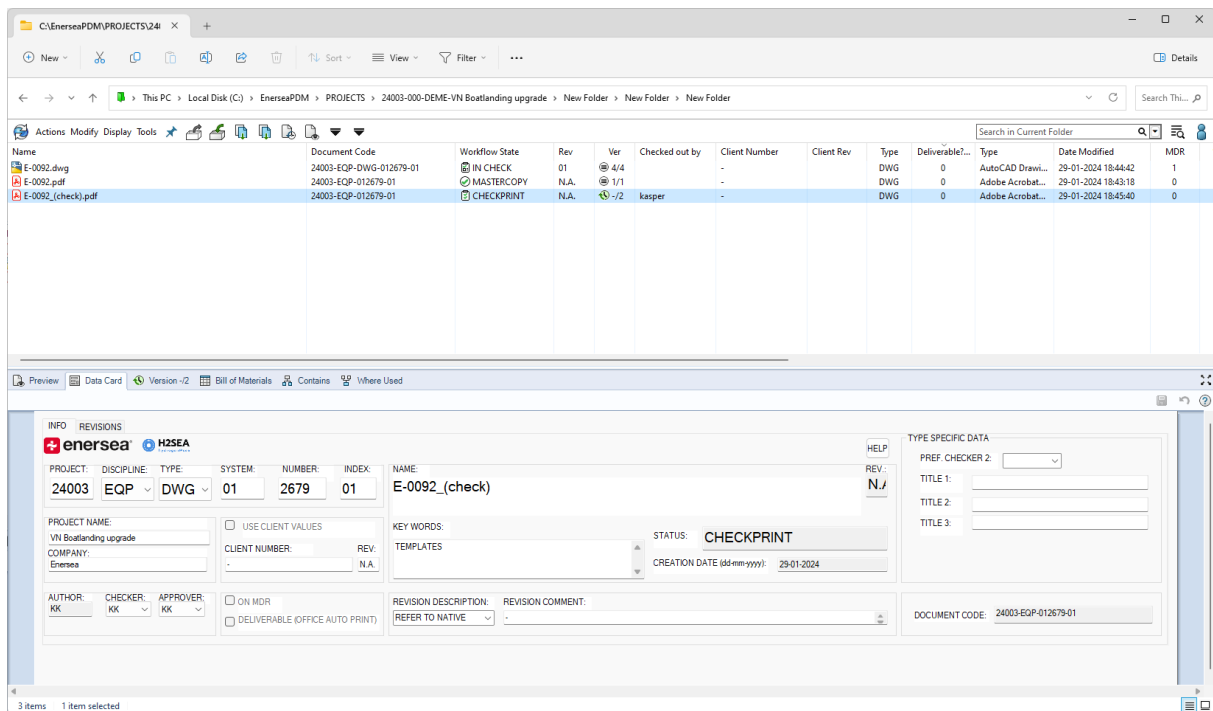 C:\EnerseaPDM\PROJECTS\24(
New Sort View Filter Details
This PC > Local Disk (C:) > EnerseaPDM > PROJECTS > 24003-000-DEME-VN Boatlanding upgrade > New Folder > New Folder > New Folder Search Thi...
Actions Modify Display Tools Search in Current Folder
Name Document Code Workflow State Rev Ver Checked out by Client Number Client Rev Type Deliverable?... Type Date Modified MDR
E-0092.dwg 24003-EQP-DWG-012679-01 IN CHECK 01 4/4 - DWG 0 AutoCAD Drawi... 29-01-2024 18:44:42 1
E-0092.pdf 24003-EQP-012679-01 MASTERCOPY N.A. 1/1 - DWG 0 Adobe Acrobat... 29-01-2024 18:43:18 0
E-0092_(check).pdf 24003-EQP-012679-01 CHECKPRINT N.A. -/2 kasper - DWG 0 Adobe Acrobat... 29-01-2024 18:45:40 0
Preview Data Card Version -/2 Bill of Materials Contains Where Used
INFO REVISIONS
enersea H2SEA HELP
TYPE SPECIFIC DATA
PROJECT: DISCIPLINE: TYPE: SYSTEM: NUMBER: INDEX: NAME: REV.: PREF. CHECKER 2:
24003 EQP DWG 01 2679 01 E-0092_(check) N.A TITLE 1:
TITLE 2:
PROJECT NAME: USE CLIENT VALUES KEY WORDS: TITLE 3:
VN Boatlanding upgrade TEMPLATES STATUS: CHECKPRINT
COMPANY: CLIENT NUMBER: REV:
Enersea - N.A. CREATION DATE (dd-mm-yyyy): 29-01-2024
AUTHOR: CHECKER: APPROVER: ON MDR REVISION DESCRIPTION: REVISION COMMENT:
KK KK KK DELIVERABLE (OFFICE AUTO PRINT) REFER TO NATIVE - DOCUMENT CODE: 24003-EQP-012679-01
3 items 1 item selected